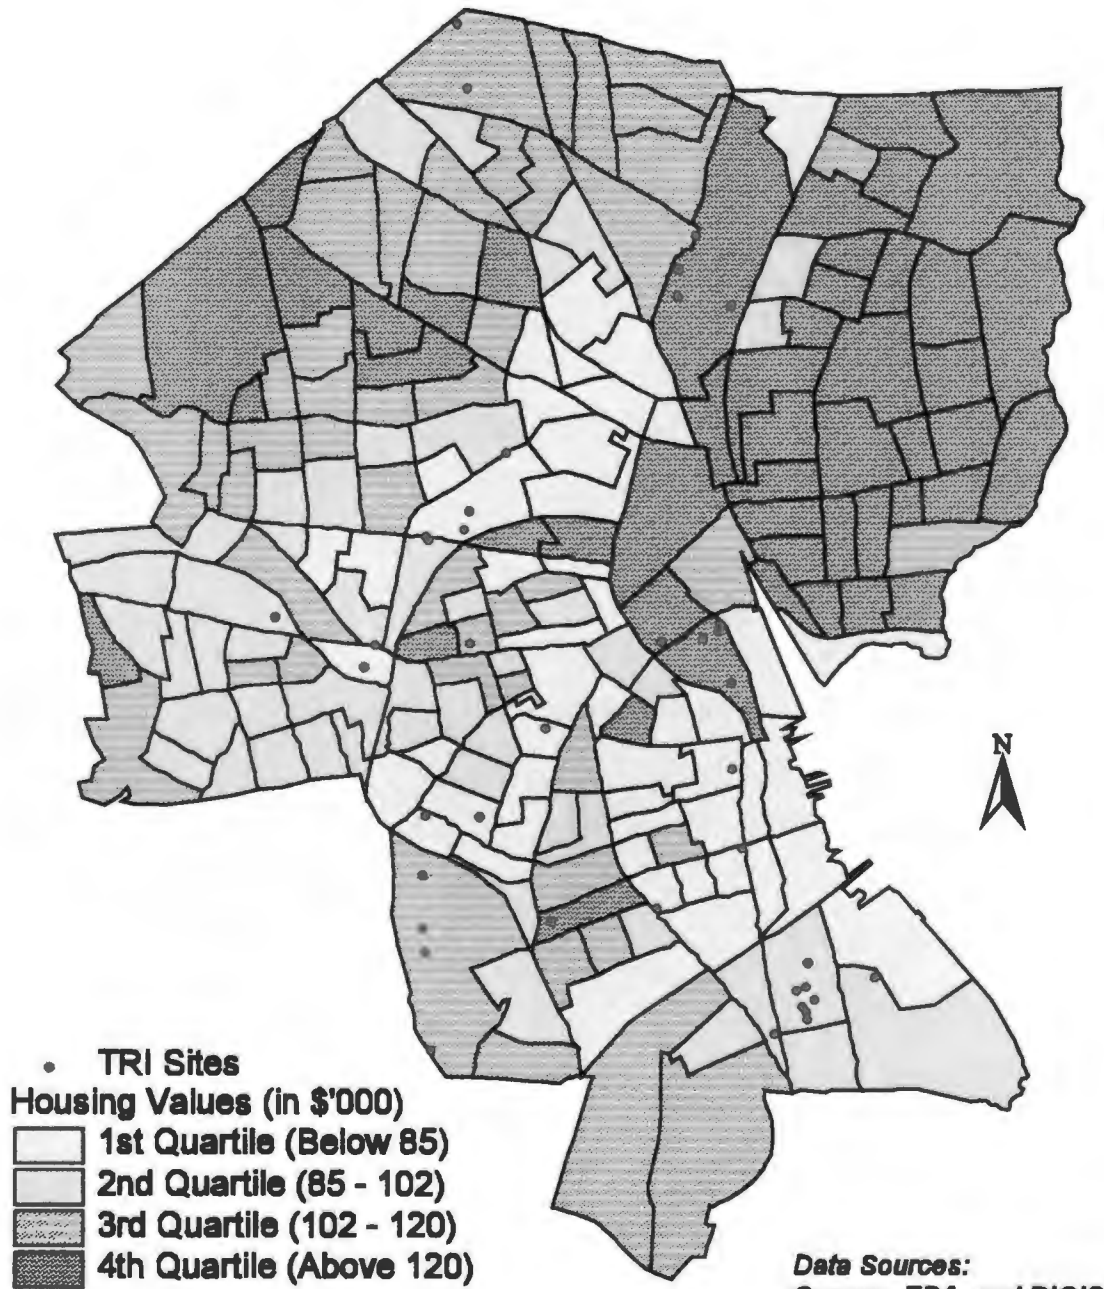 N
TRI Sites
Housing Values (in $'000)
1st Quartile (Below 85)
2nd Quartile (85 - 102)
3rd Quartile (102 - 120)
4th Quartile (Above 120)
Data Sources: